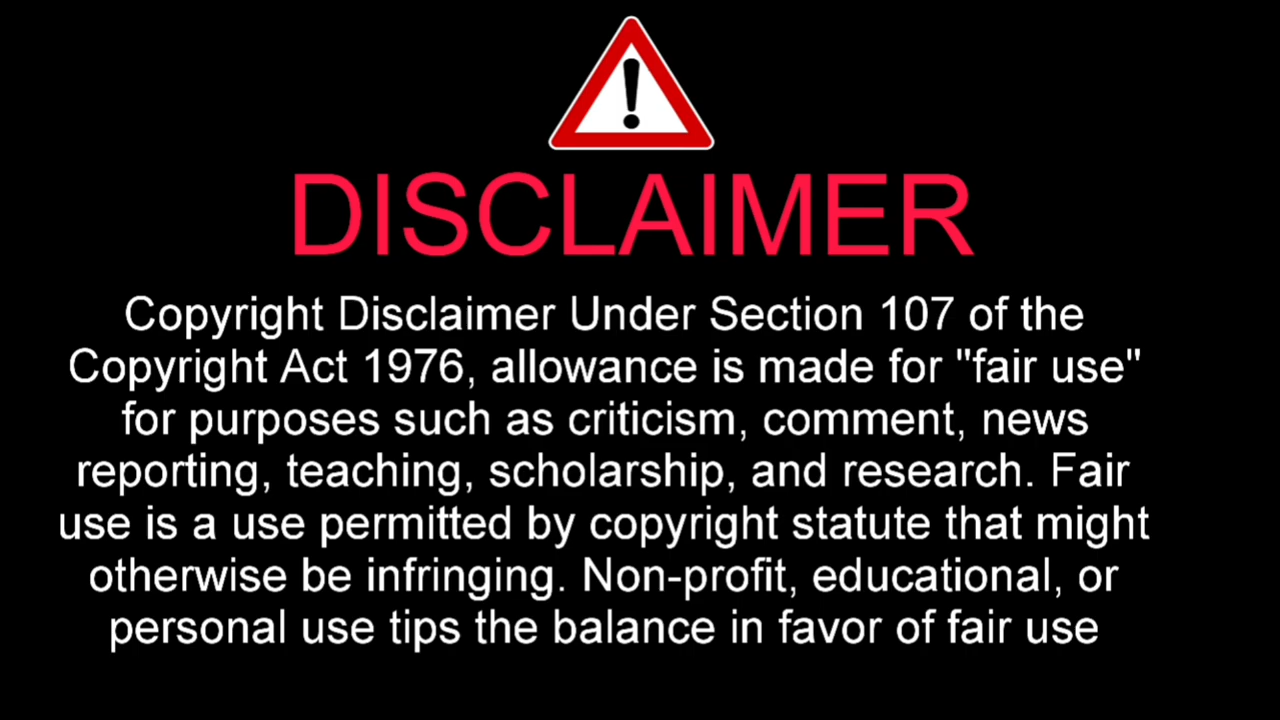 DISCLAIMER
Copyright Disclaimer Under Section 107 of the
Copyright Act 1976, allowance is made for "fair use"
for purposes such as criticism, comment, news
reporting, teaching, scholarship, and research. Fair
use is a use permitted by copyright statute that might
otherwise be infringing. Non-profit, educational, or
personal use tips the balance in favor of fair use